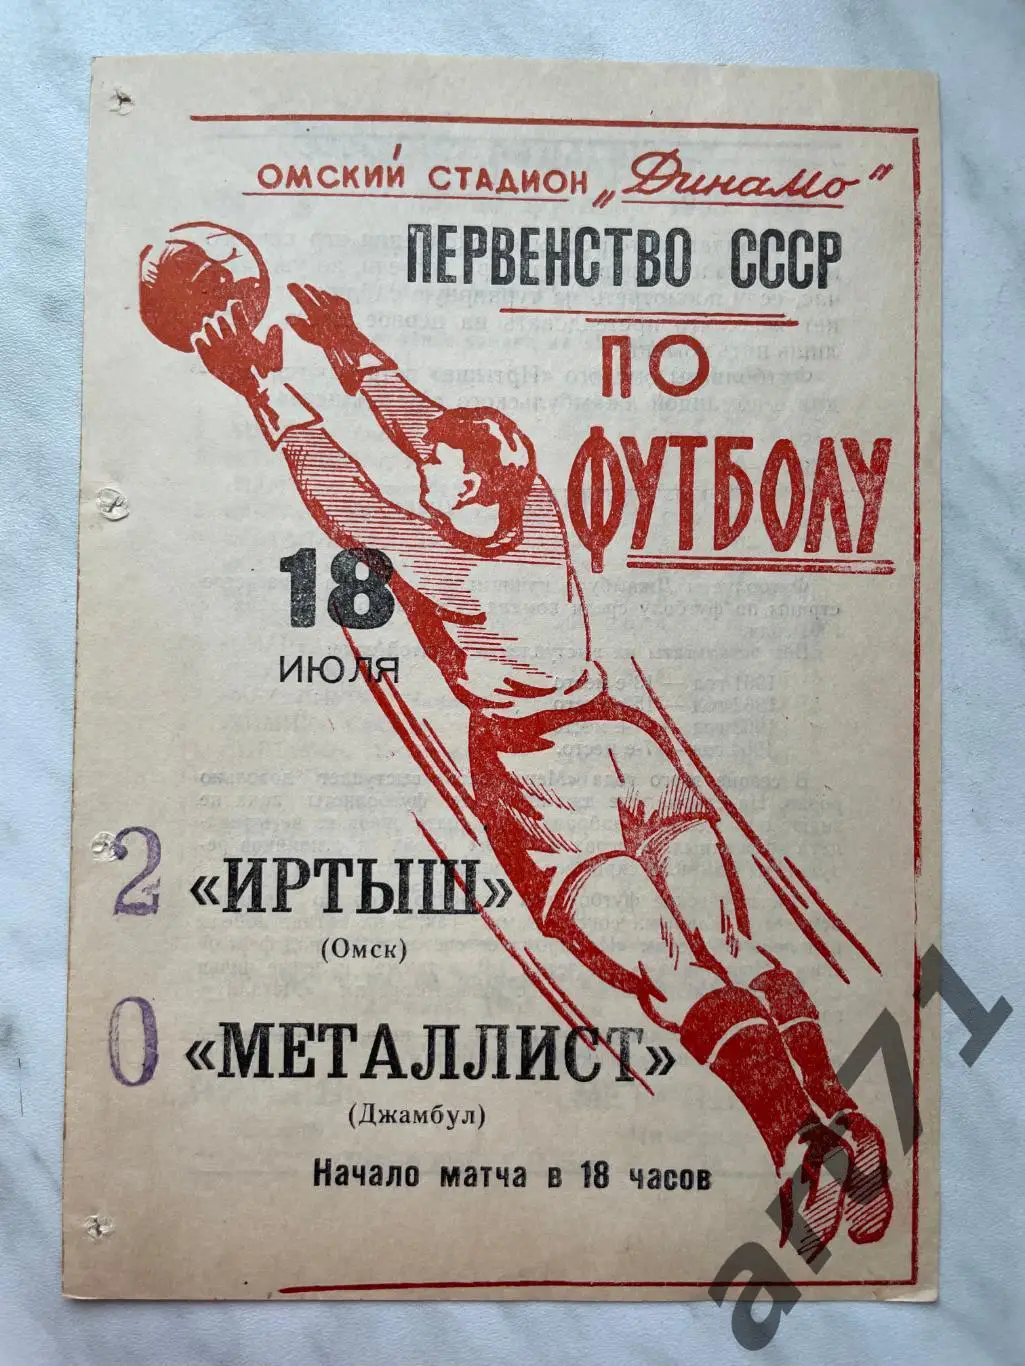 ОМСКИЙ СТАДИОН „Динамо"
ПЕРВЕНСТВО СССР
ПО
ФУТБОЛУ
18
ИЮЛЯ
2 «ИРТЫШ»
(Омск)
0 «МЕТАЛЛИСТ»
(Джамбул)
Начало матча в 18 часов
art71